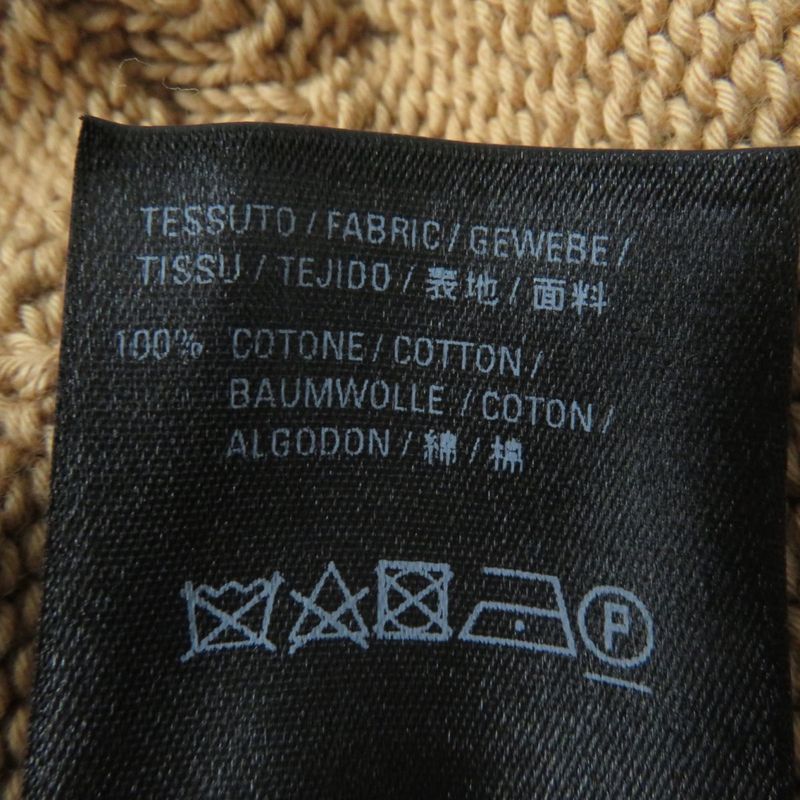 TESSUTO / FABRIC / GEWEBE /
TISSU / TEJIDO / 表地 / 面料
100% COTONE / COTTON /
BAUMWOLLE / COTON /
ALGODON / 綿 / 棉
P